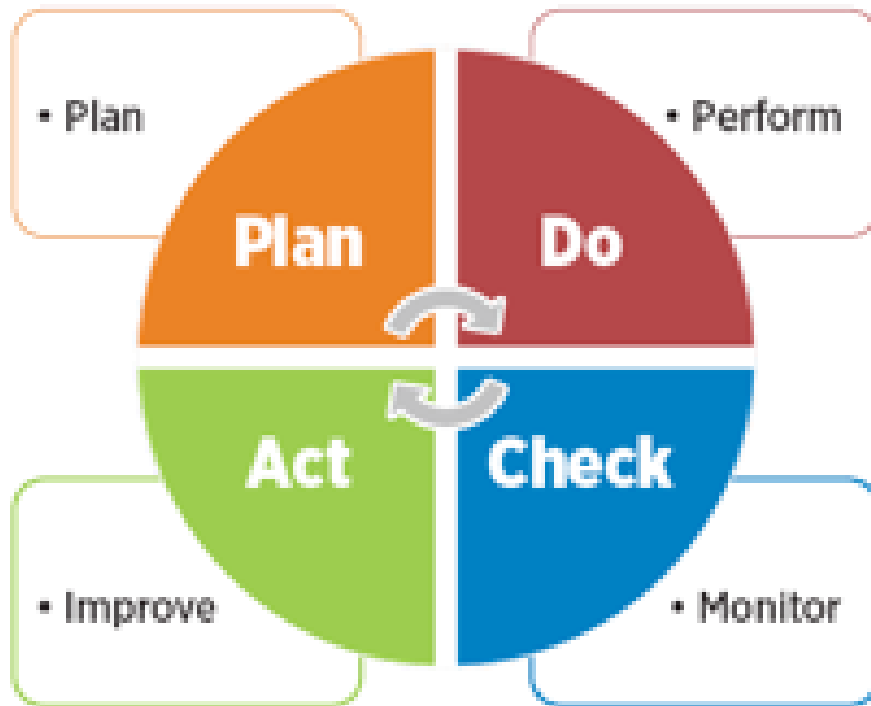 • Plan
• Perform
Plan
Do
Act
Check
• Improve
• Monitor